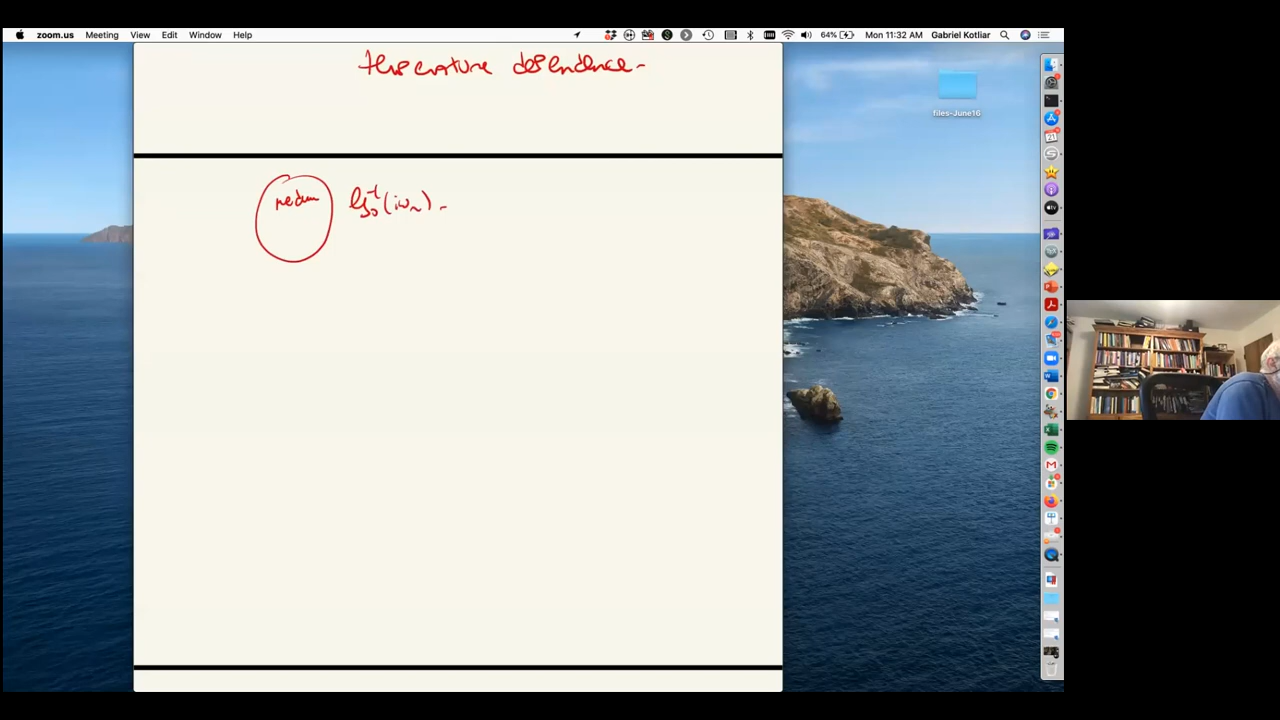 zoom.us Meeting View Edit Window Help 64% Mon 11:32 AM Gabriel Kotliar
temperature dependence-
files-June16
medium 𝒢₀⁻¹(iωₙ).